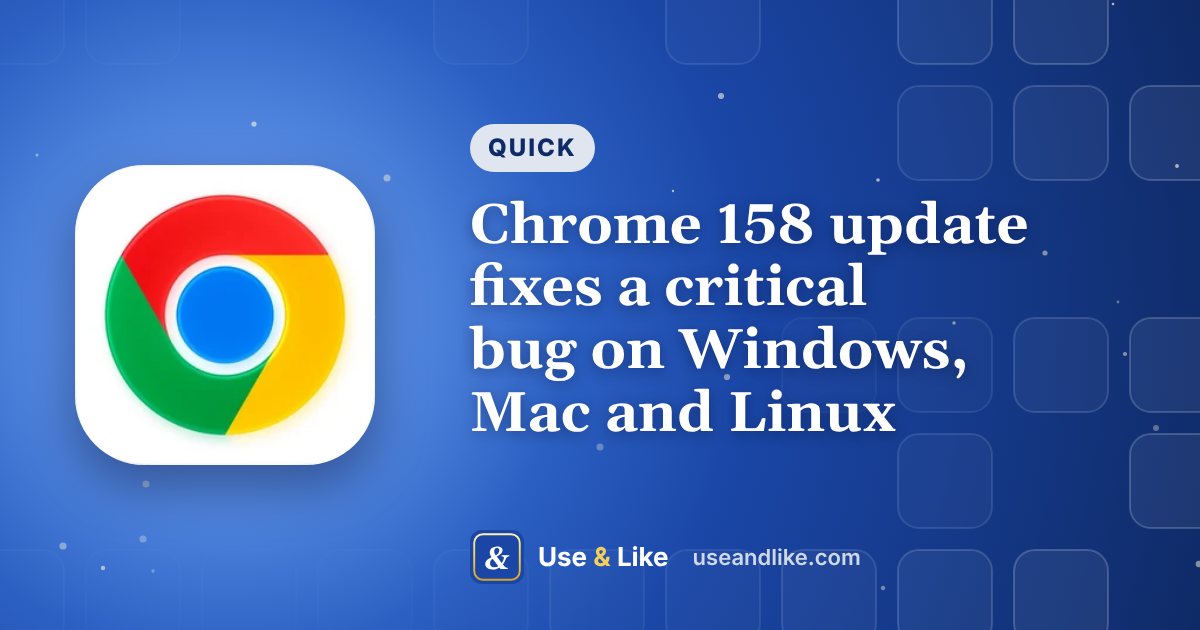 QUICK
Chrome 158 update
fixes a critical
bug on Windows,
Mac and Linux
& Use & Like useandlike.com